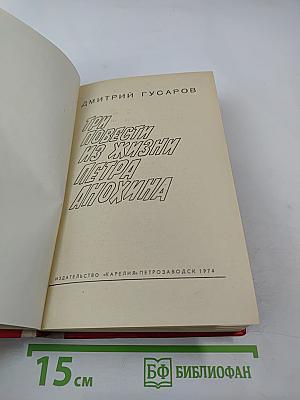 ДМИТРИЙ ГУСАРОВ
ТРИ
ПОВЕСТИ
ИЗ ЖИЗНИ
ПЕТРА
АНОХИНА
ИЗДАТЕЛЬСТВО «КАРЕЛИЯ» ПЕТРОЗАВОДСК 1974
15 см
БФ БИБЛИОФАН